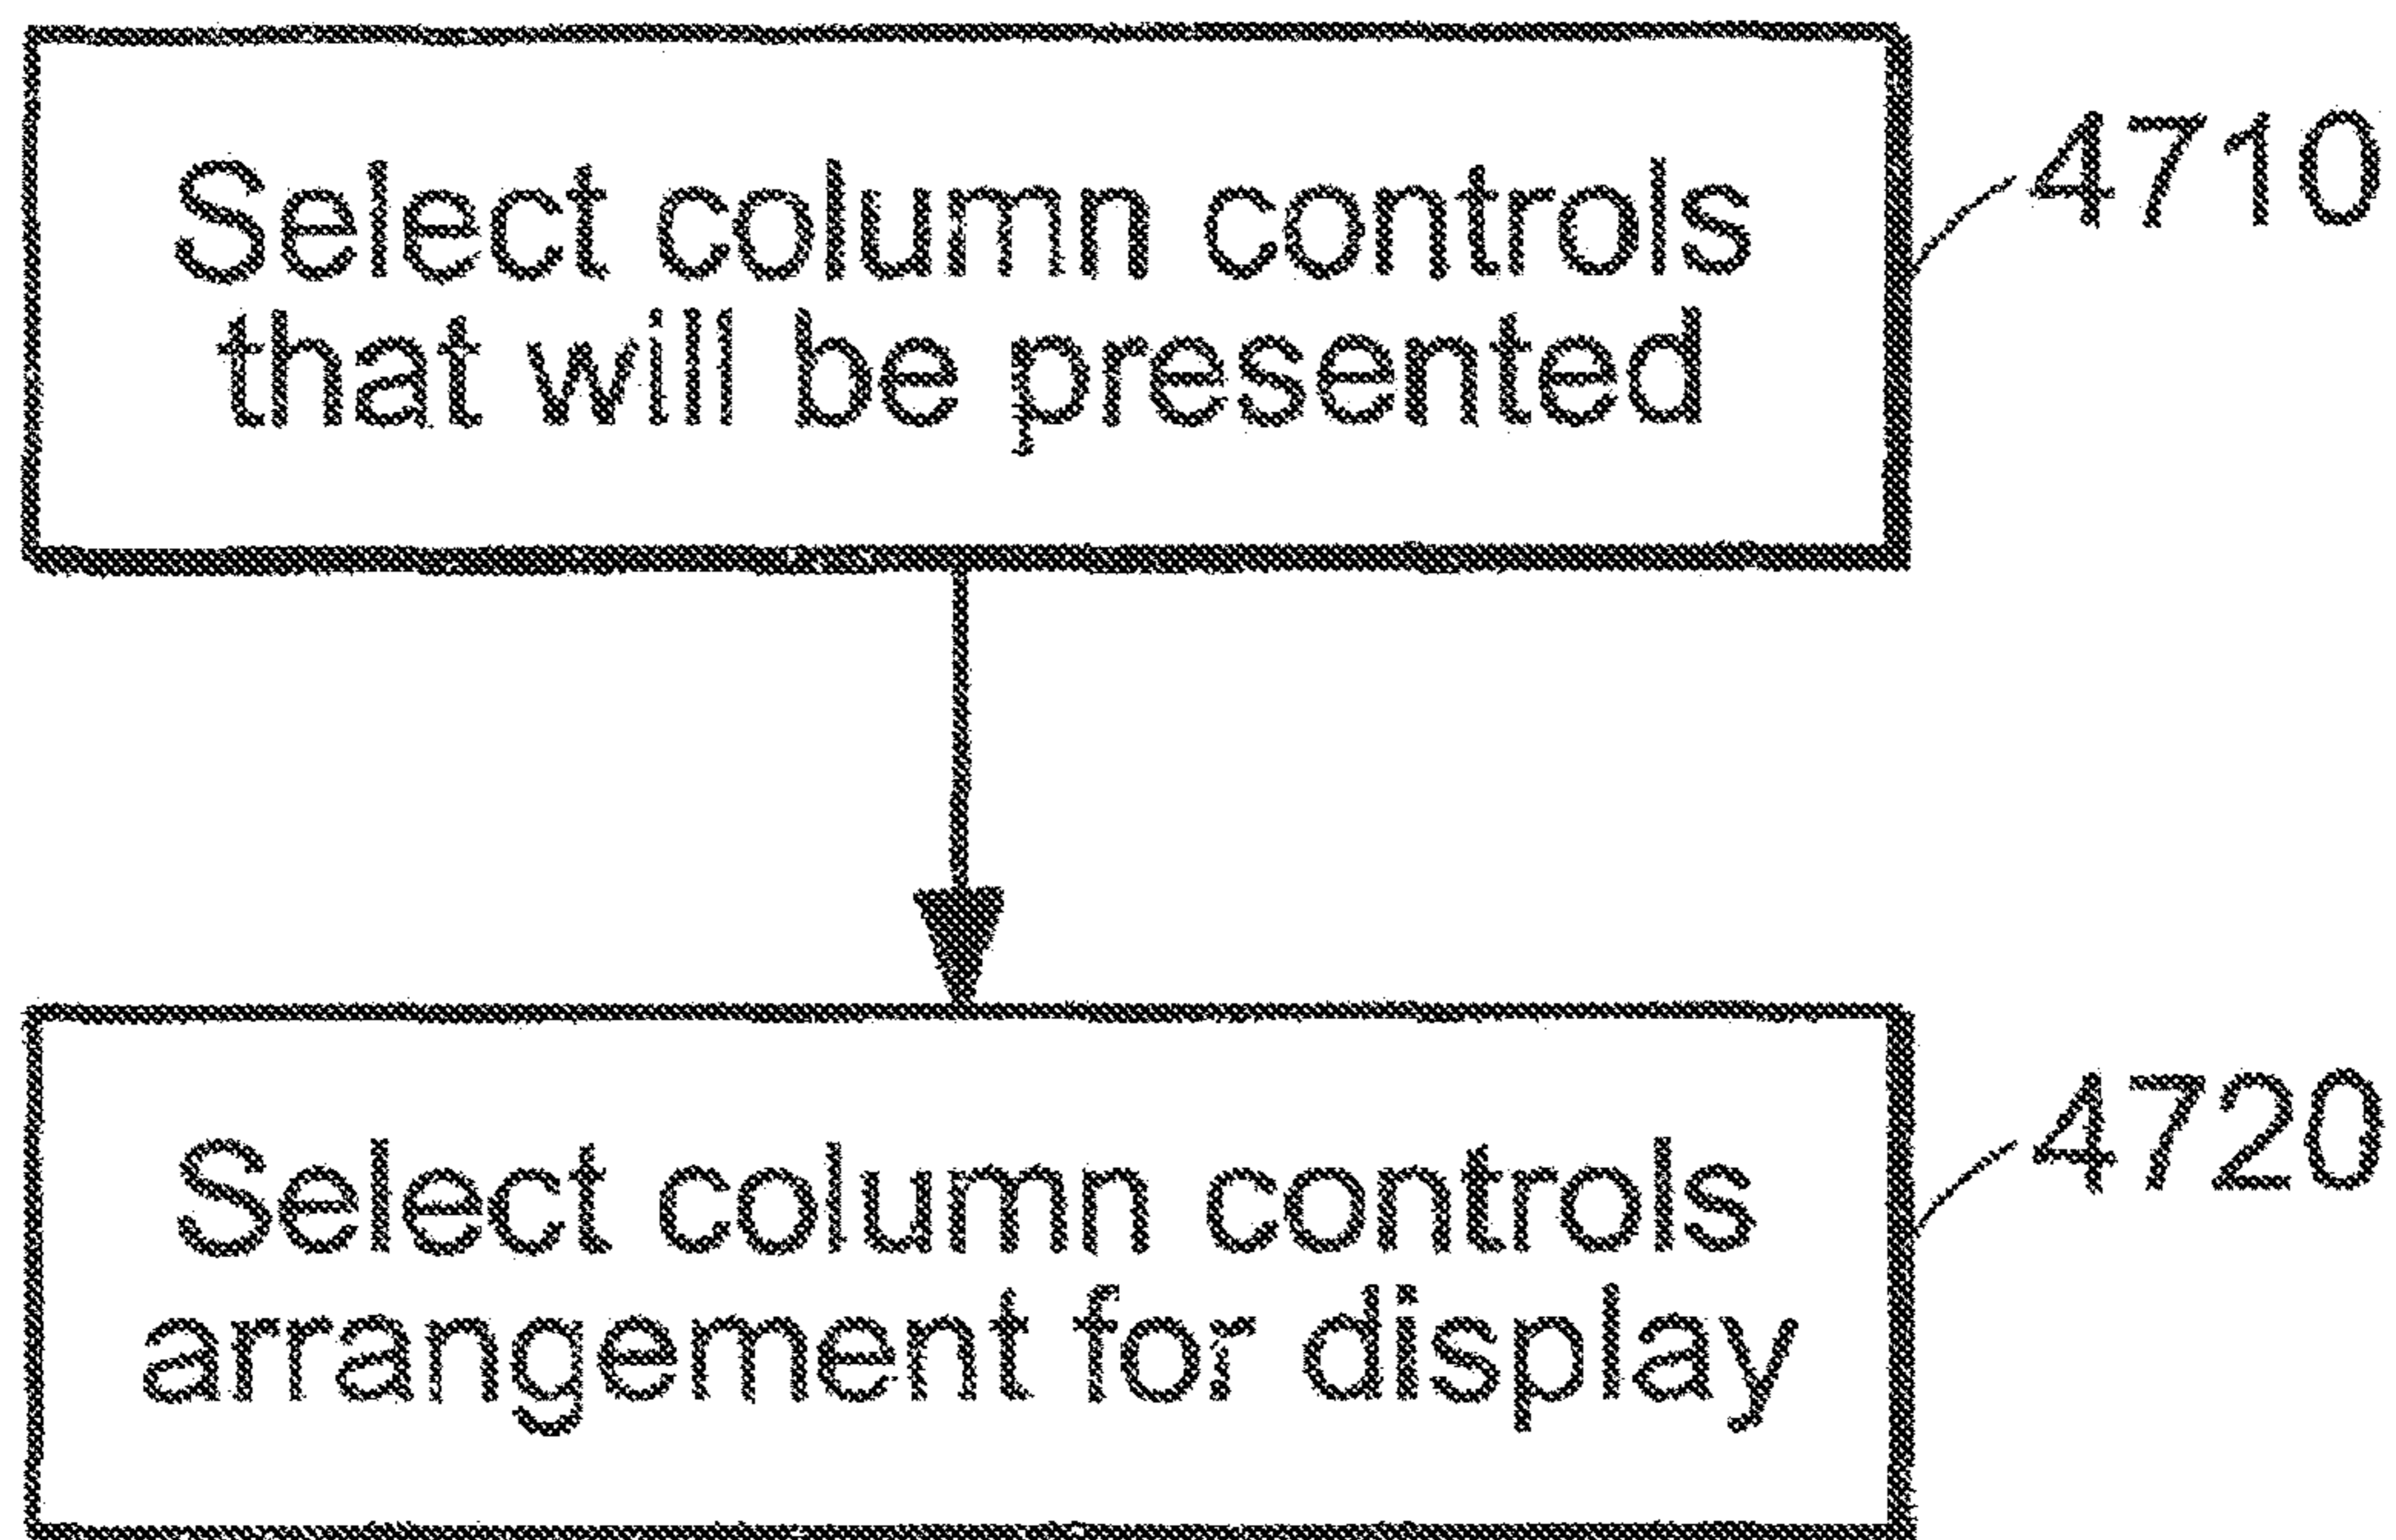 Select column controls
that will be presented
4710
Select column controls
arrangement for display
4720